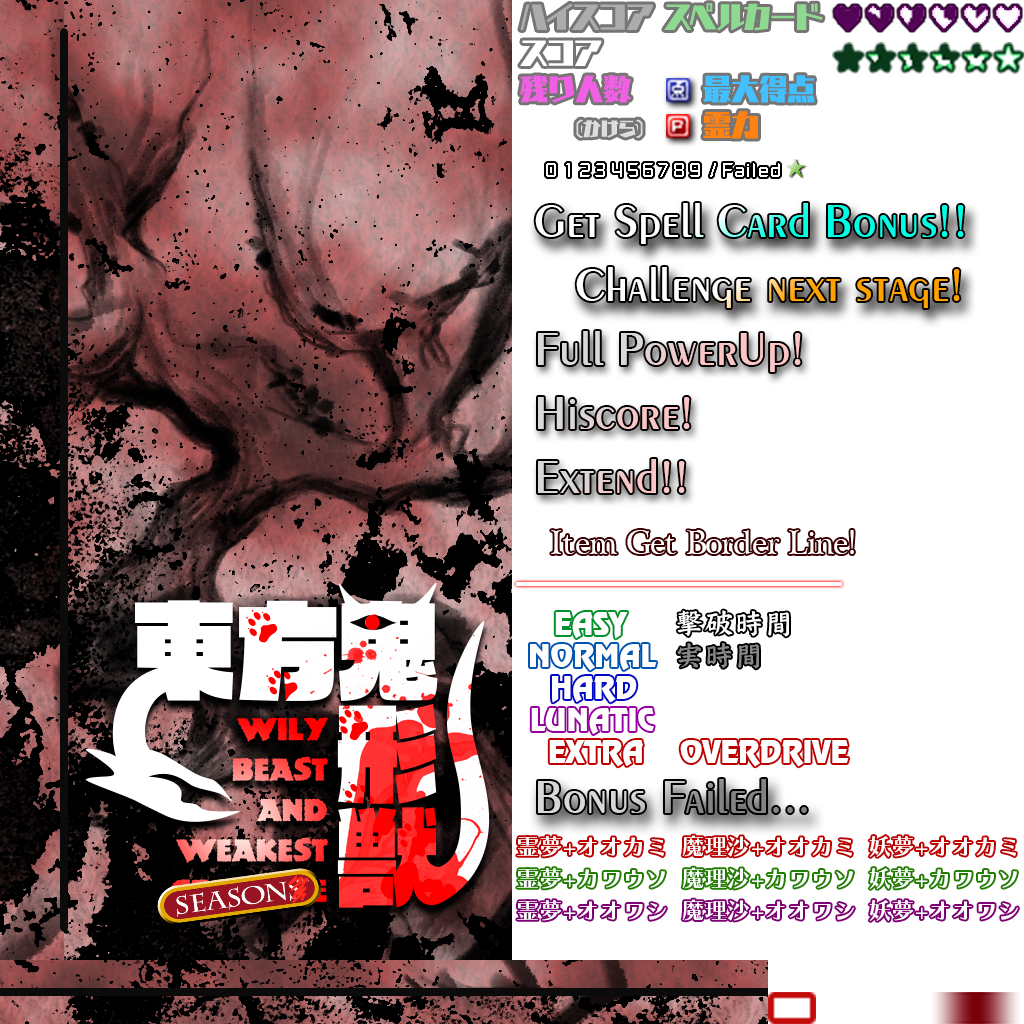 ハイスコア スペルカード
スコア
残り人数 点 最大得点
(かけら) P 霊力
0123456789/Failed
Get Spell Card Bonus!!
Challenge next stage!
Full PowerUp!
Hiscore!
Extend!!
Item Get Border Line!
EASY 撃破時間
NORMAL 実時間
HARD
LUNATIC
EXTRA OVERDRIVE
Bonus Failed...
霊夢+オオカミ 魔理沙+オオカミ 妖夢+オオカミ
霊夢+カワウソ 魔理沙+カワウソ 妖夢+カワウソ
霊夢+オオワシ 魔理沙+オオワシ 妖夢+オオワシ
東方鬼形獣
WILY
BEAST
AND
WEAKEST
SEASON